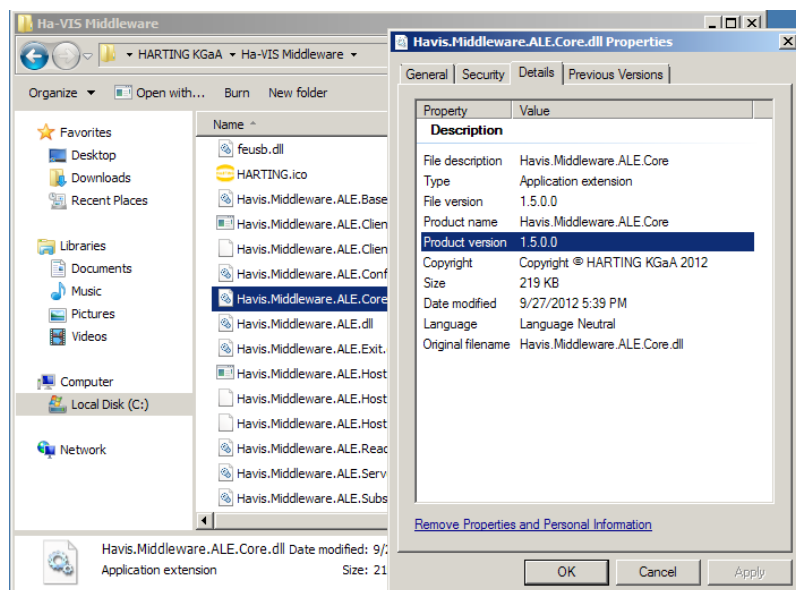 Ha-VIS Middleware
HARTING KGaA Ha-VIS Middleware
Organize Open with... Burn New folder
Favorites
Desktop
Downloads
Recent Places
Libraries
Documents
Music
Pictures
Videos
Computer
Local Disk (C:)
Network
Name
feusb.dll
HARTING.ico
Havis.Middleware.ALE.Base
Havis.Middleware.ALE.Clien
Havis.Middleware.ALE.Clien
Havis.Middleware.ALE.Conf
Havis.Middleware.ALE.Core
Havis.Middleware.ALE.dll
Havis.Middleware.ALE.Exit.
Havis.Middleware.ALE.Host
Havis.Middleware.ALE.Host
Havis.Middleware.ALE.Host
Havis.Middleware.ALE.Reac
Havis.Middleware.ALE.Serv
Havis.Middleware.ALE.Subs
Havis.Middleware.ALE.Core.dll Date modified: 9/2
Application extension Size: 21
Havis.Middleware.ALE.Core.dll Properties
General Security Details Previous Versions
Property Value
Description
File description Havis.Middleware.ALE.Core
Type Application extension
File version 1.5.0.0
Product name Havis.Middleware.ALE.Core
Product version 1.5.0.0
Copyright Copyright © HARTING KGaA 2012
Size 219 KB
Date modified 9/27/2012 5:39 PM
Language Language Neutral
Original filename Havis.Middleware.ALE.Core.dll
Remove Properties and Personal Information
OK Cancel Apply